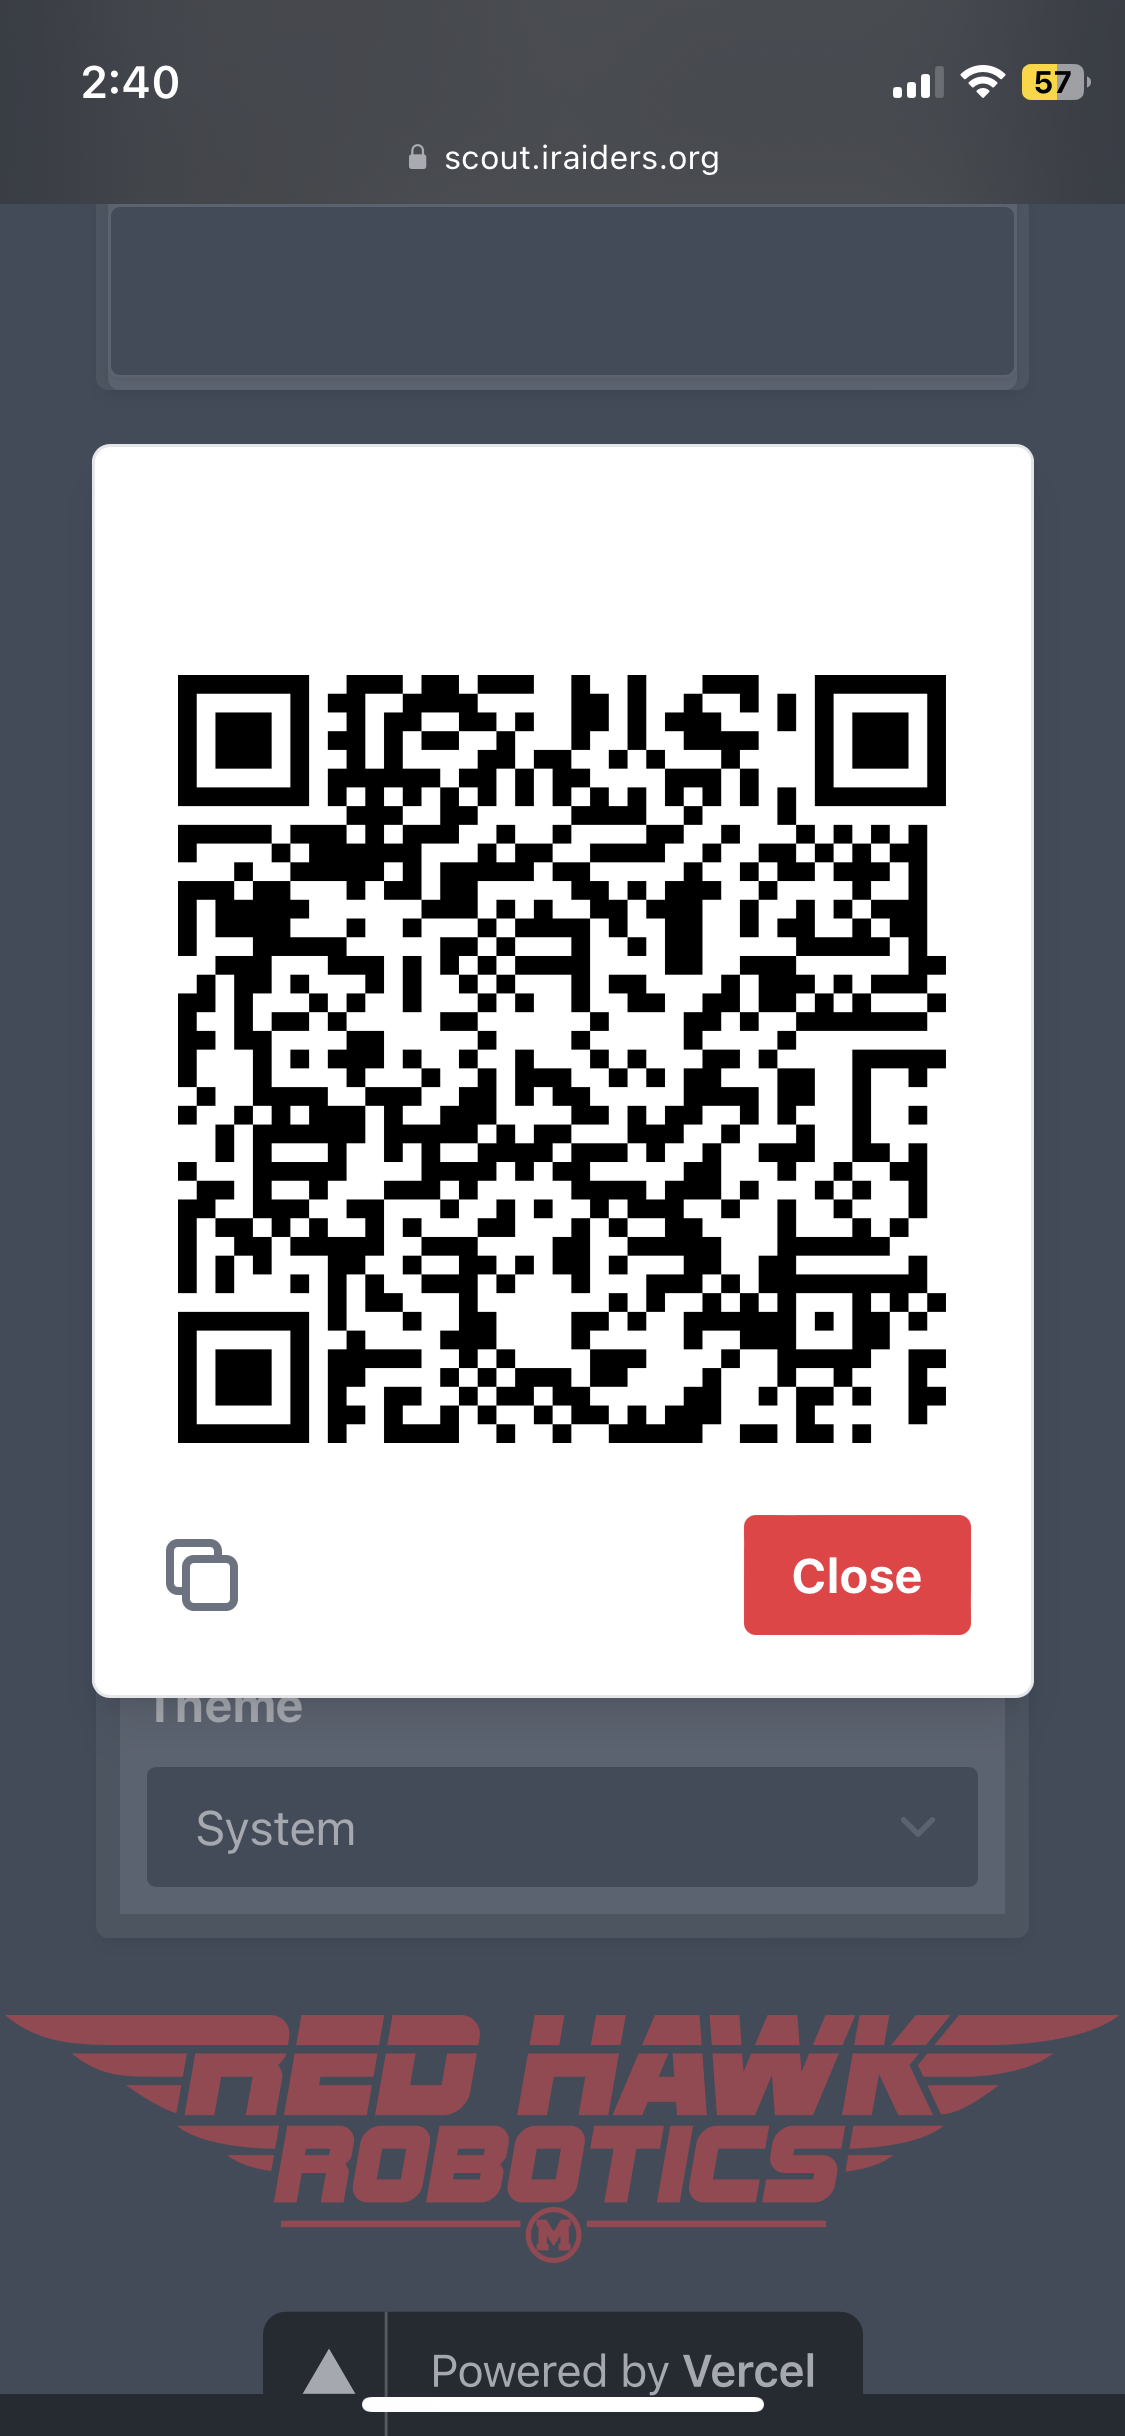 2:40
57
scout.iraiders.org
Close
Theme
System
RED HAWK
ROBOTICS
M
Powered by Vercel